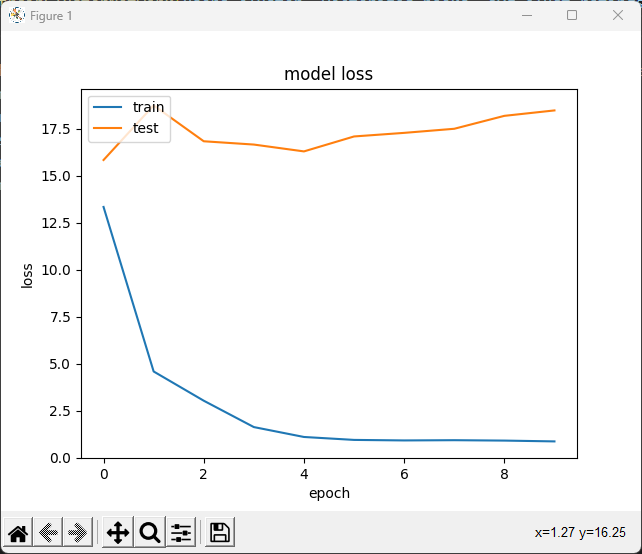 Figure 1
model loss
train
test
17.5
15.0
12.5
10.0
7.5
5.0
2.5
0.0
loss
0 2 4 6 8
epoch
x=1.27 y=16.25